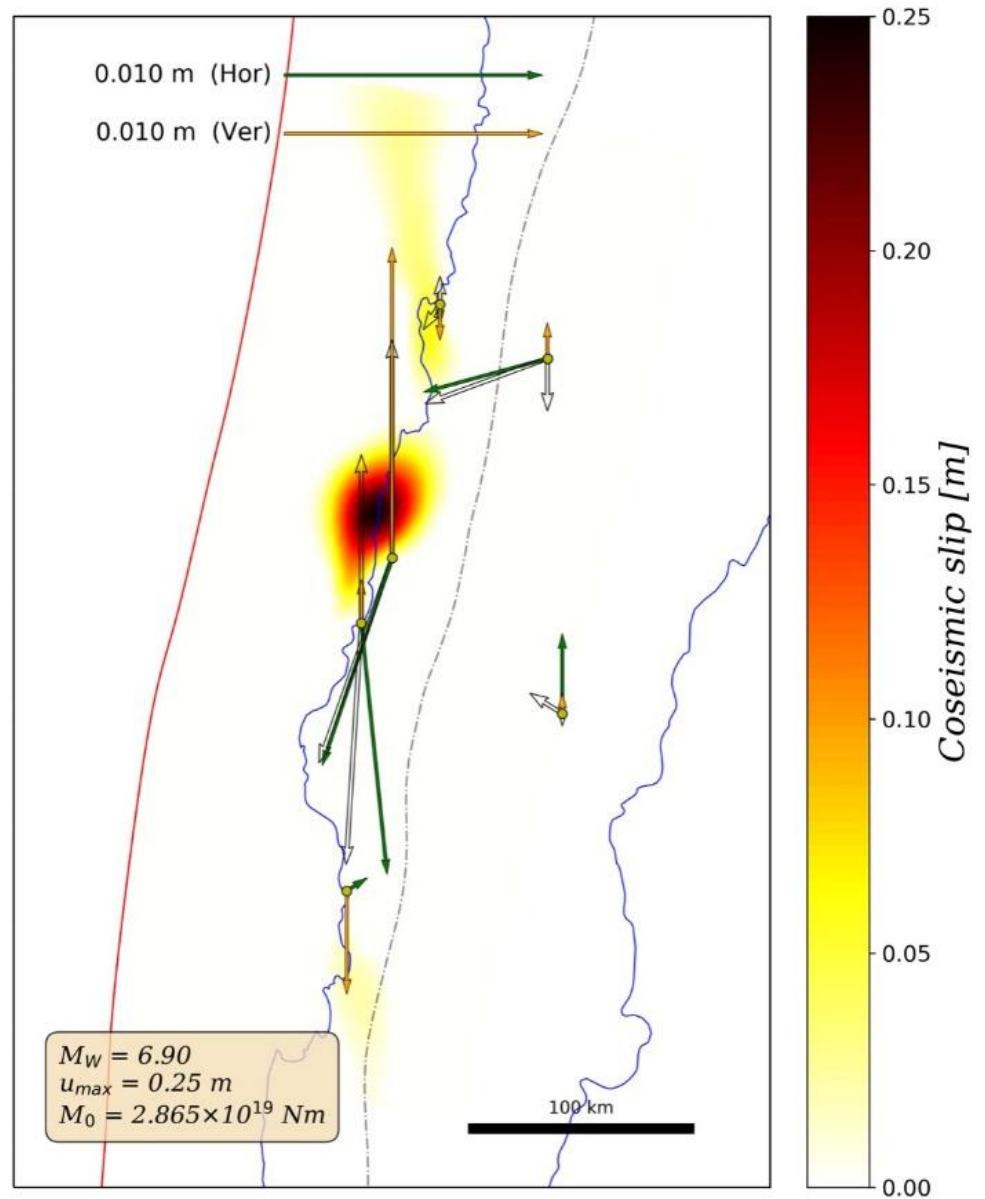 0.010 m (Hor)
0.010 m (Ver)
M_W = 6.90
u_max = 0.25 m
M_0 = 2.865×10^19 Nm
100 km
0.25
0.20
0.15
0.10
0.05
0.00
Coseismic slip [m]